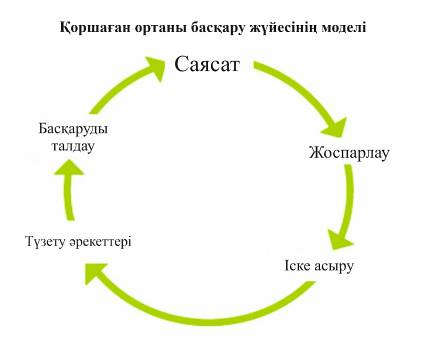 Қоршаған ортаны басқару жүйесінің моделі
Саясат
Жоспарлау
Іске асыру
Түзету әрекеттері
Басқаруды
талдау